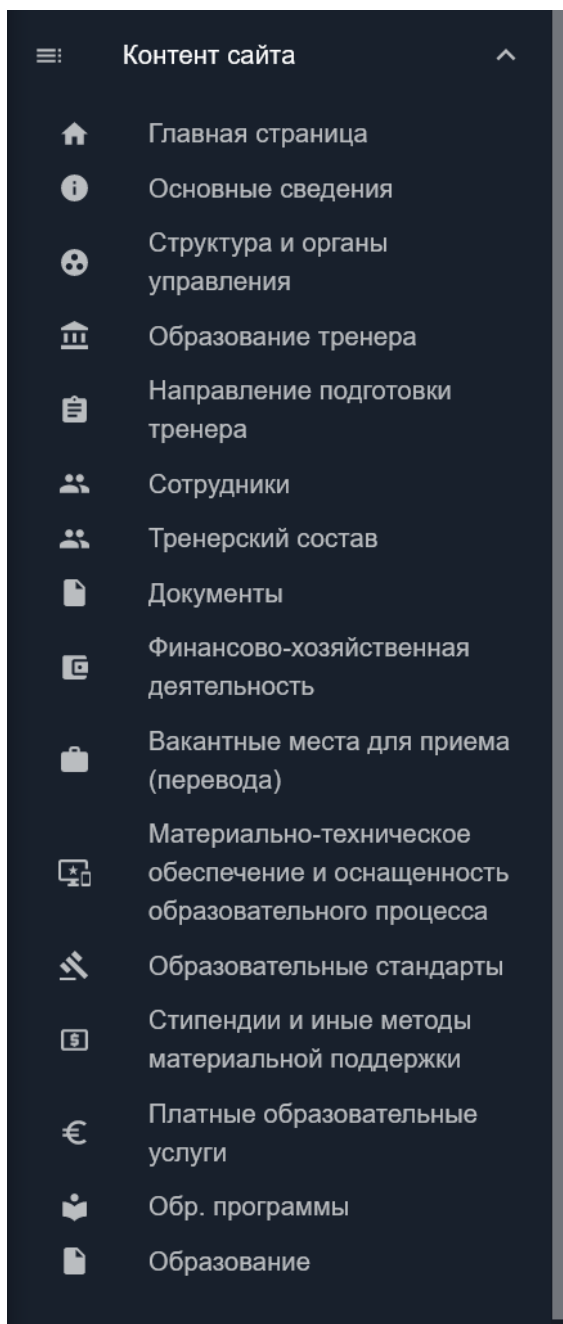 Контент сайта
Главная страница
Основные сведения
Структура и органы
управления
Образование тренера
Направление подготовки
тренера
Сотрудники
Тренерский состав
Документы
Финансово-хозяйственная
деятельность
Вакантные места для приема
(перевода)
Материально-техническое
обеспечение и оснащенность
образовательного процесса
Образовательные стандарты
Стипендии и иные методы
материальной поддержки
Платные образовательные
услуги
Обр. программы
Образование